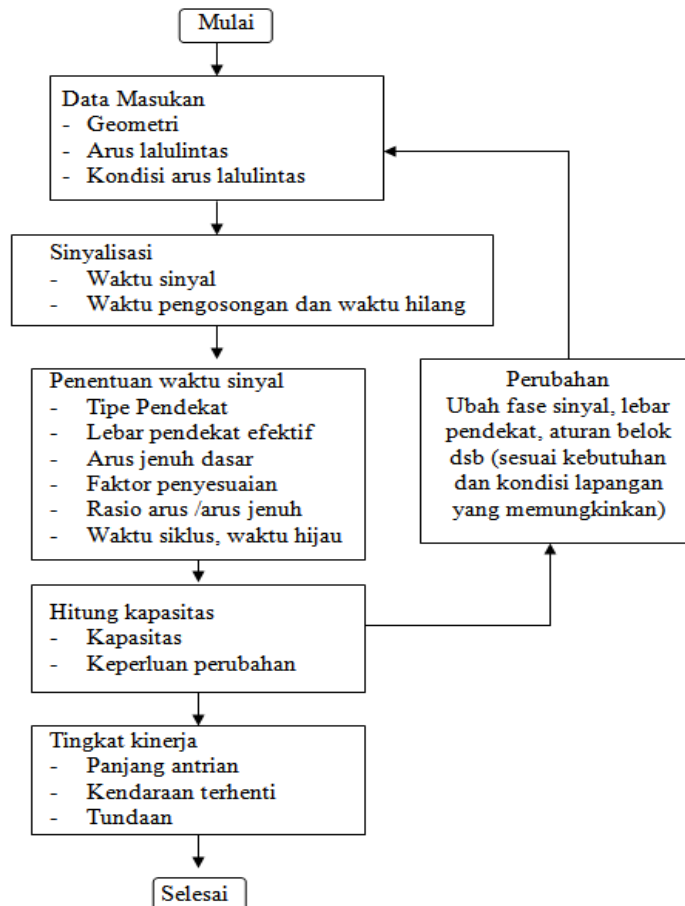 Mulai
Data Masukan
- Geometri
- Arus lalulintas
- Kondisi arus lalulintas
Sinyalisasi
- Waktu sinyal
- Waktu pengosongan dan waktu hilang
Penentuan waktu sinyal
- Tipe Pendekat
- Lebar pendekat efektif
- Arus jenuh dasar
- Faktor penyesuaian
- Rasio arus /arus jenuh
- Waktu siklus, waktu hijau
Perubahan
Ubah fase sinyal, lebar
pendekat, aturan belok
dsb (sesuai kebutuhan
dan kondisi lapangan
yang memungkinkan)
Hitung kapasitas
- Kapasitas
- Keperluan perubahan
Tingkat kinerja
- Panjang antrian
- Kendaraan terhenti
- Tundaan
Selesai